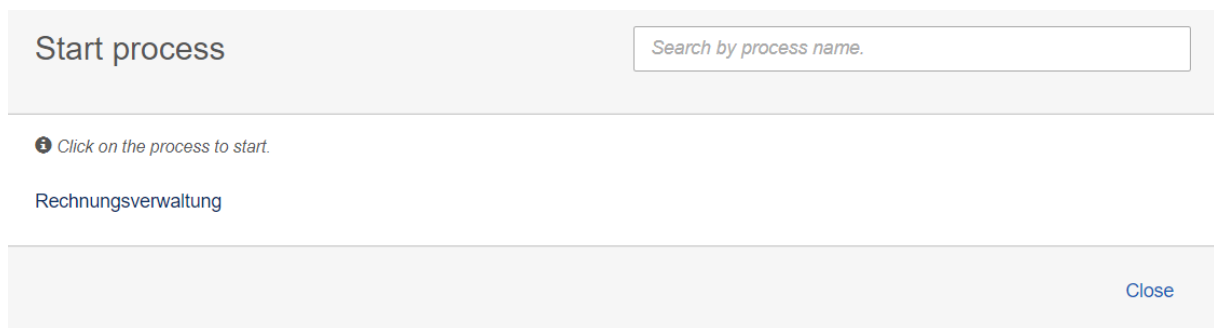 Start process
Search by process name.
Click on the process to start.
Rechnungsverwaltung
Close